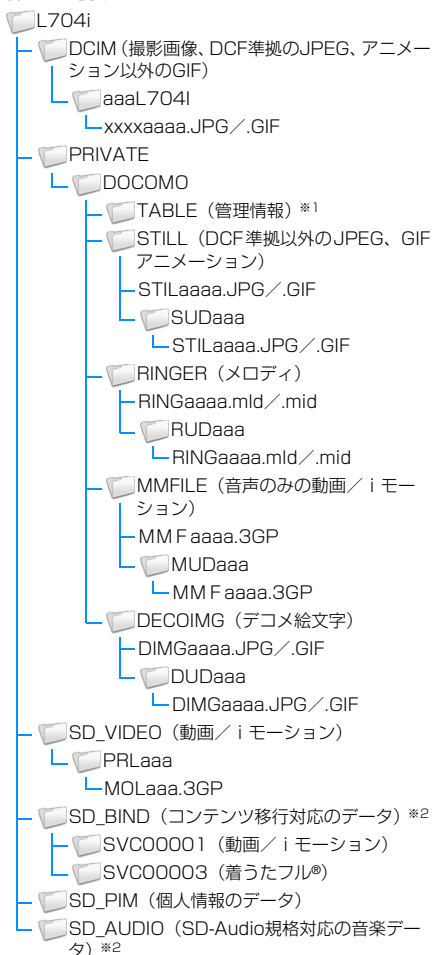 L704i
DCIM（撮影画像、DCF準拠のJPEG、アニメー
ション以外のGIF）
aaaL704I
xxxxaaaa.JPG／.GIF
PRIVATE
DOCOMO
TABLE（管理情報）※1
STILL（DCF準拠以外のJPEG、GIF
アニメーション）
STILaaaa.JPG／.GIF
SUDaaa
STILaaaa.JPG／.GIF
RINGER（メロディ）
RINGaaaa.mld／.mid
RUDaaa
RINGaaaa.mld／.mid
MMFILE（音声のみの動画／ｉモー
ション）
MMFaaaa.3GP
MUDaaa
MMFaaaa.3GP
DECOIMG（デコメ絵文字）
DIMGaaaa.JPG／.GIF
DUDaaa
DIMGaaaa.JPG／.GIF
SD_VIDEO（動画／ｉモーション）
PRLaaa
MOLaaa.3GP
SD_BIND（コンテンツ移行対応のデータ）※2
SVC00001（動画／ｉモーション）
SVC00003（着うたフル®）
SD_PIM（個人情報のデータ）
SD_AUDIO（SD-Audio規格対応の音楽デー
タ）※2